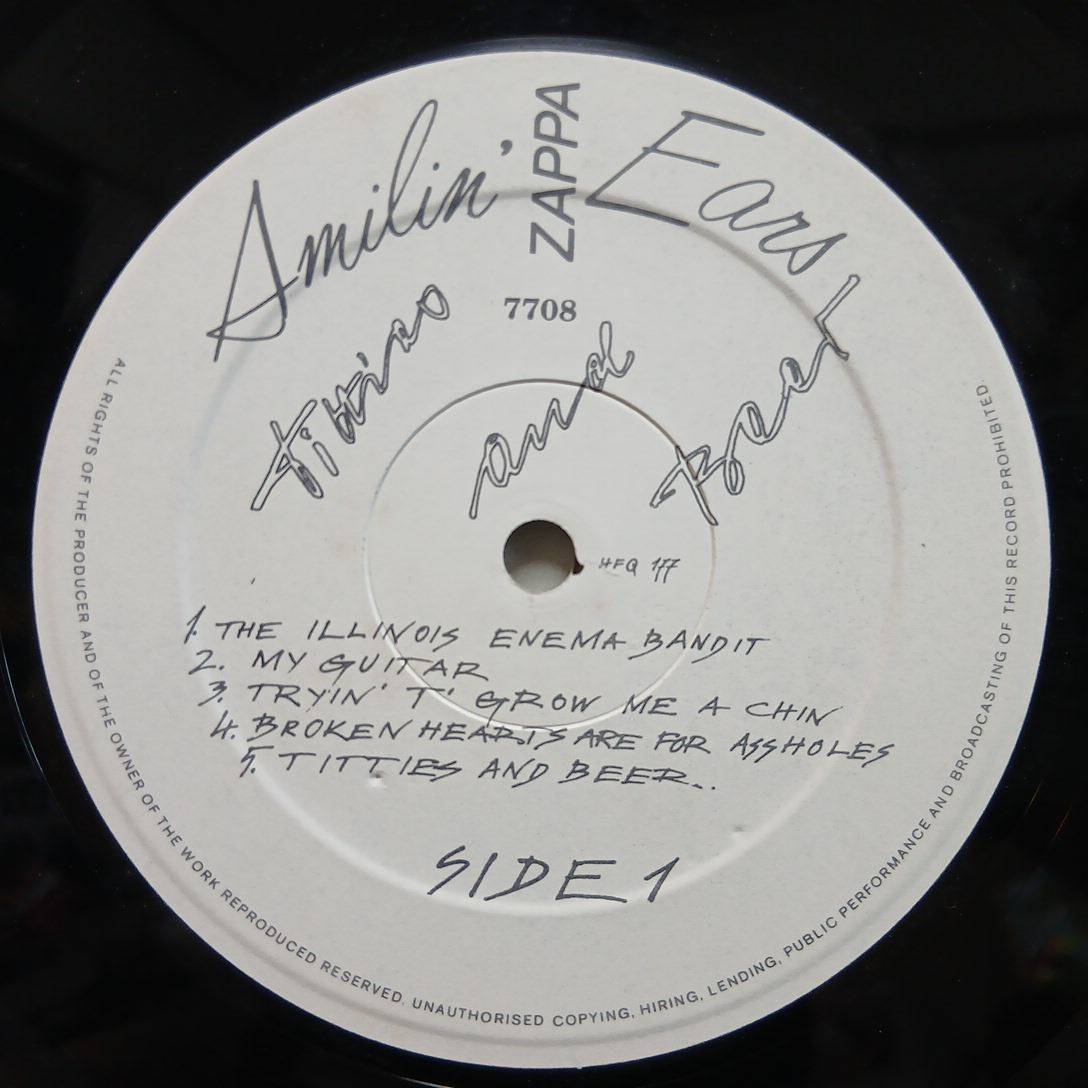 Smilin' Ears
ZAPPA
7708
and
HFQ 177
1. THE ILLINOIS ENEMA BANDIT
2. MY GUITAR
3. TRYIN' T' GROW ME A CHIN
4. BROKEN HEARTS ARE FOR ASSHOLES
5. TITTIES AND BEER..
SIDE 1
ALL RIGHTS OF THE PRODUCER AND OF THE OWNER OF THE WORK REPRODUCED RESERVED. UNAUTHORISED COPYING, HIRING, LENDING, PUBLIC PERFORMANCE AND BROADCASTING OF THIS RECORD PROHIBITED.